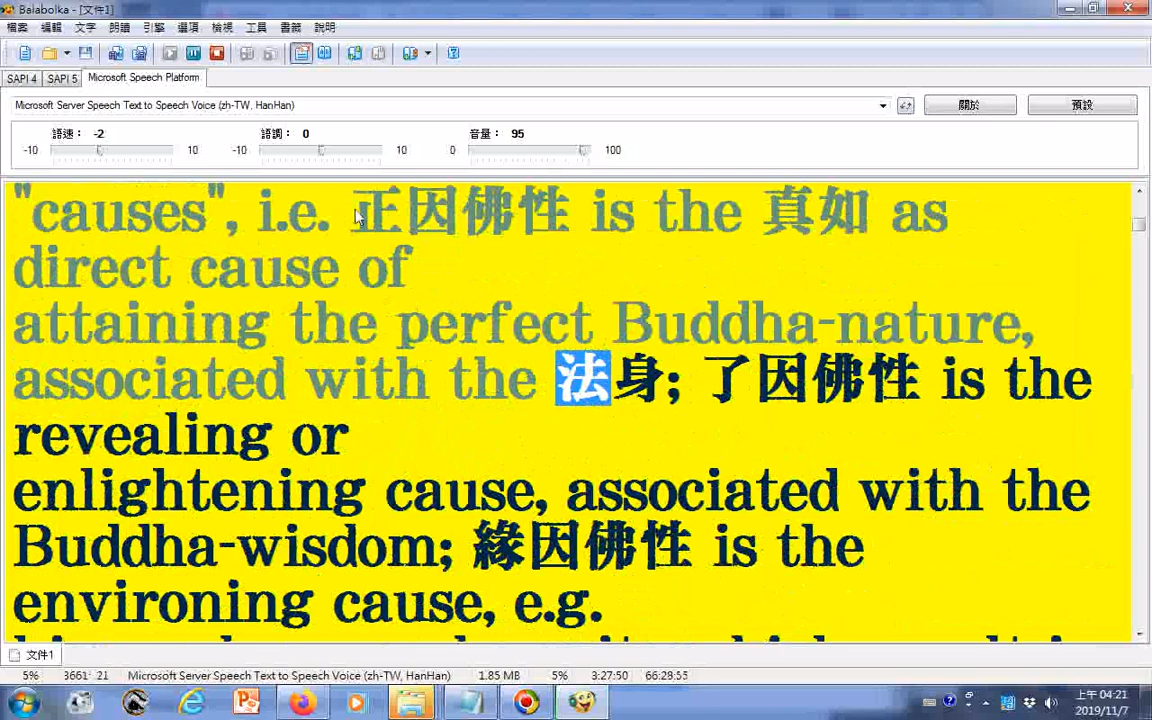 Balabolka - [文件1]
檔案 編輯 文字 朗讀 引擎 選項 檢視 工具 書籤 說明
SAPI 4 SAPI 5 Microsoft Speech Platform
Microsoft Server Speech Text to Speech Voice (zh-TW, HanHan) 關於 預設
語速： -2 語調： 0 音量： 95
-10 10 -10 10 0 100
"causes", i.e. 正因佛性 is the 真如 as
direct cause of
attaining the perfect Buddha-nature,
associated with the 法身; 了因佛性 is the
revealing or
enlightening cause, associated with the
Buddha-wisdom; 緣因佛性 is the
environing cause, e.g.
文件1
5% 3661: 21 Microsoft Server Speech Text to Speech Voice (zh-TW, HanHan) 1.85 MB 5% 3:27:50 66:28:55
上午 04:21
2019/11/7